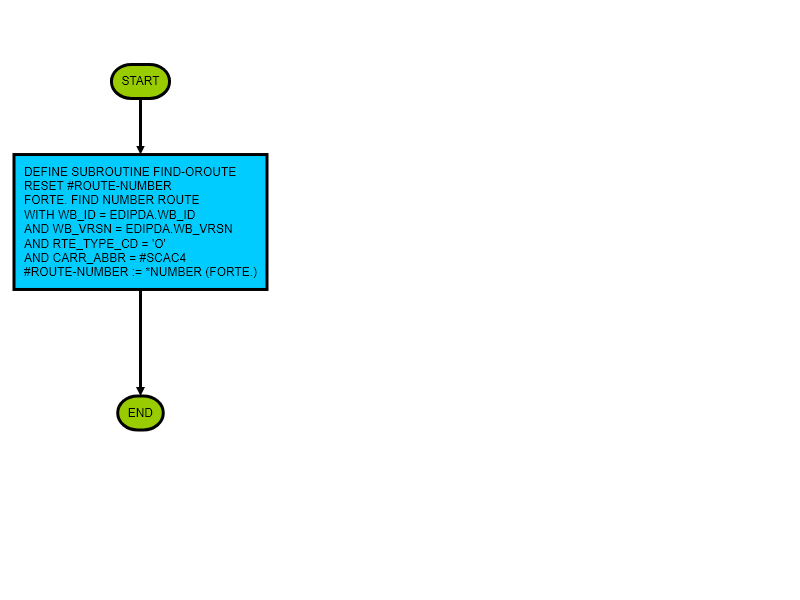 START
DEFINE SUBROUTINE FIND-OROUTE
RESET #ROUTE-NUMBER
FORTE. FIND NUMBER ROUTE
WITH WB_ID = EDIPDA.WB_ID
AND WB_VRSN = EDIPDA.WB_VRSN
AND RTE_TYPE_CD = 'O'
AND CARR_ABBR = #SCAC4
#ROUTE-NUMBER := *NUMBER (FORTE.)
END